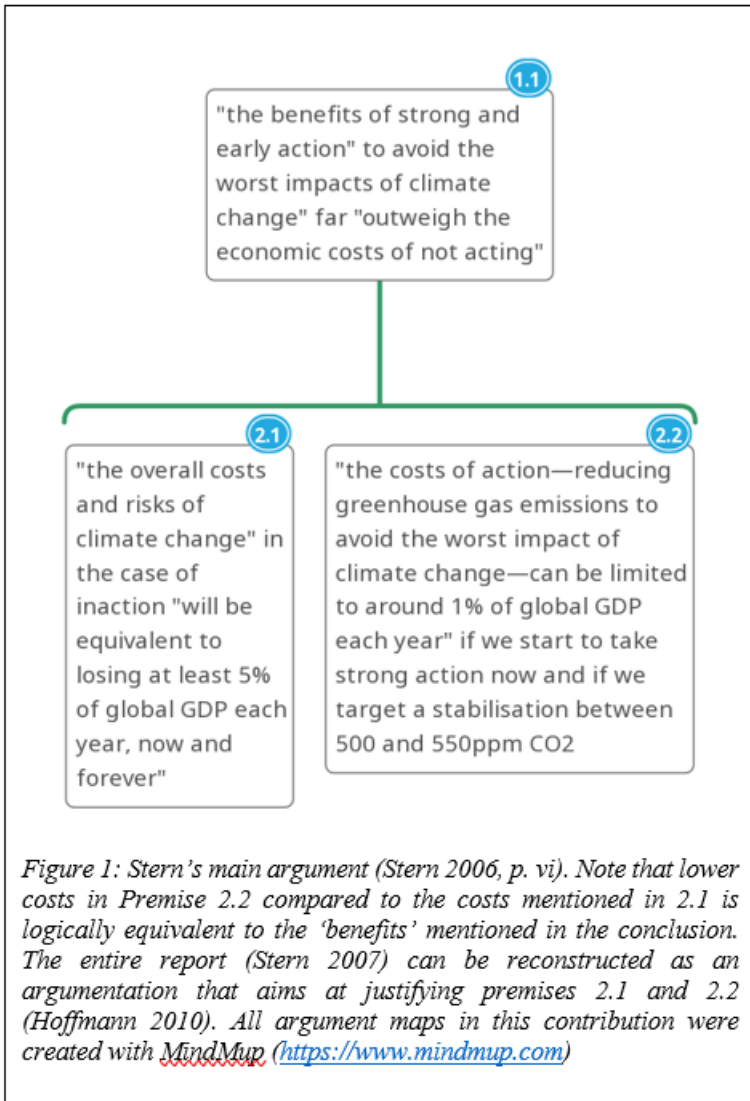 1.1
"the benefits of strong and
early action" to avoid the
worst impacts of climate
change" far "outweigh the
economic costs of not acting"
2.1
"the overall costs
and risks of
climate change" in
the case of
inaction "will be
equivalent to
losing at least 5%
of global GDP each
year, now and
forever"
2.2
"the costs of action—reducing
greenhouse gas emissions to
avoid the worst impact of
climate change—can be limited
to around 1% of global GDP
each year" if we start to take
strong action now and if we
target a stabilisation between
500 and 550ppm CO2
Figure 1: Stern’s main argument (Stern 2006, p. vi). Note that lower
costs in Premise 2.2 compared to the costs mentioned in 2.1 is
logically equivalent to the ‘benefits’ mentioned in the conclusion.
The entire report (Stern 2007) can be reconstructed as an
argumentation that aims at justifying premises 2.1 and 2.2
(Hoffmann 2010). All argument maps in this contribution were
created with MindMup (https://www.mindmup.com)